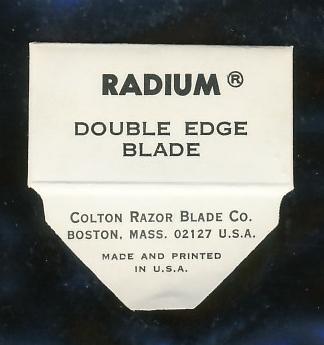 RADIUM ®
DOUBLE EDGE
BLADE
COLTON RAZOR BLADE CO.
BOSTON, MASS. 02127 U.S.A.
MADE AND PRINTED
IN U.S.A.